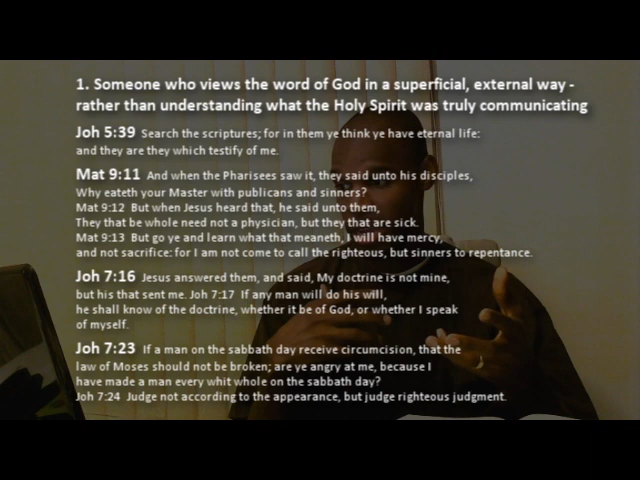 1. Someone who views the word of God in a superficial, external way -
rather than understanding what the Holy Spirit was truly communicating
Joh 5:39 Search the scriptures; for in them ye think ye have eternal life:
and they are they which testify of me.
Mat 9:11 And when the Pharisees saw it, they said unto his disciples,
Why eateth your Master with publicans and sinners?
Mat 9:12 But when Jesus heard that, he said unto them,
They that be whole need not a physician, but they that are sick.
Mat 9:13 But go ye and learn what that meaneth, I will have mercy,
and not sacrifice: for I am not come to call the righteous, but sinners to repentance.
Joh 7:16 Jesus answered them, and said, My doctrine is not mine,
but his that sent me. Joh 7:17 If any man will do his will,
he shall know of the doctrine, whether it be of God, or whether I speak
of myself.
Joh 7:23 If a man on the sabbath day receive circumcision, that the
law of Moses should not be broken; are ye angry at me, because I
have made a man every whit whole on the sabbath day?
Joh 7:24 Judge not according to the appearance, but judge righteous judgment.